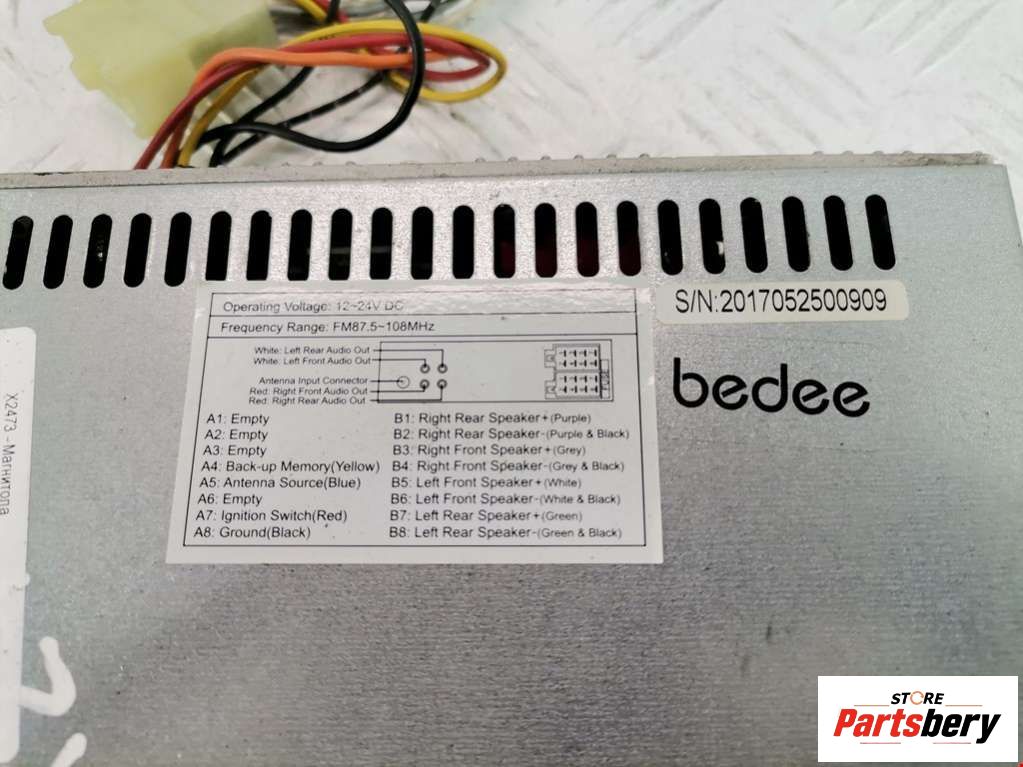 Operating Voltage: 12~24V DC
Frequency Range: FM87.5~108MHz
White: Left Rear Audio Out
White: Left Front Audio Out
Antenna Input Connector
Red: Right Front Audio Out
Red: Right Rear Audio Out
FUSE
A1: Empty
A2: Empty
A3: Empty
A4: Back-up Memory(Yellow)
A5: Antenna Source(Blue)
A6: Empty
A7: Ignition Switch(Red)
A8: Ground(Black)
B1: Right Rear Speaker+(Purple)
B2: Right Rear Speaker-(Purple & Black)
B3: Right Front Speaker+(Grey)
B4: Right Front Speaker-(Grey & Black)
B5: Left Front Speaker+(White)
B6: Left Front Speaker-(White & Black)
B7: Left Rear Speaker+(Green)
B8: Left Rear Speaker-(Green & Black)
S/N:2017052500909
bedee
X2473 - Магнитола
STORE
Partsbery